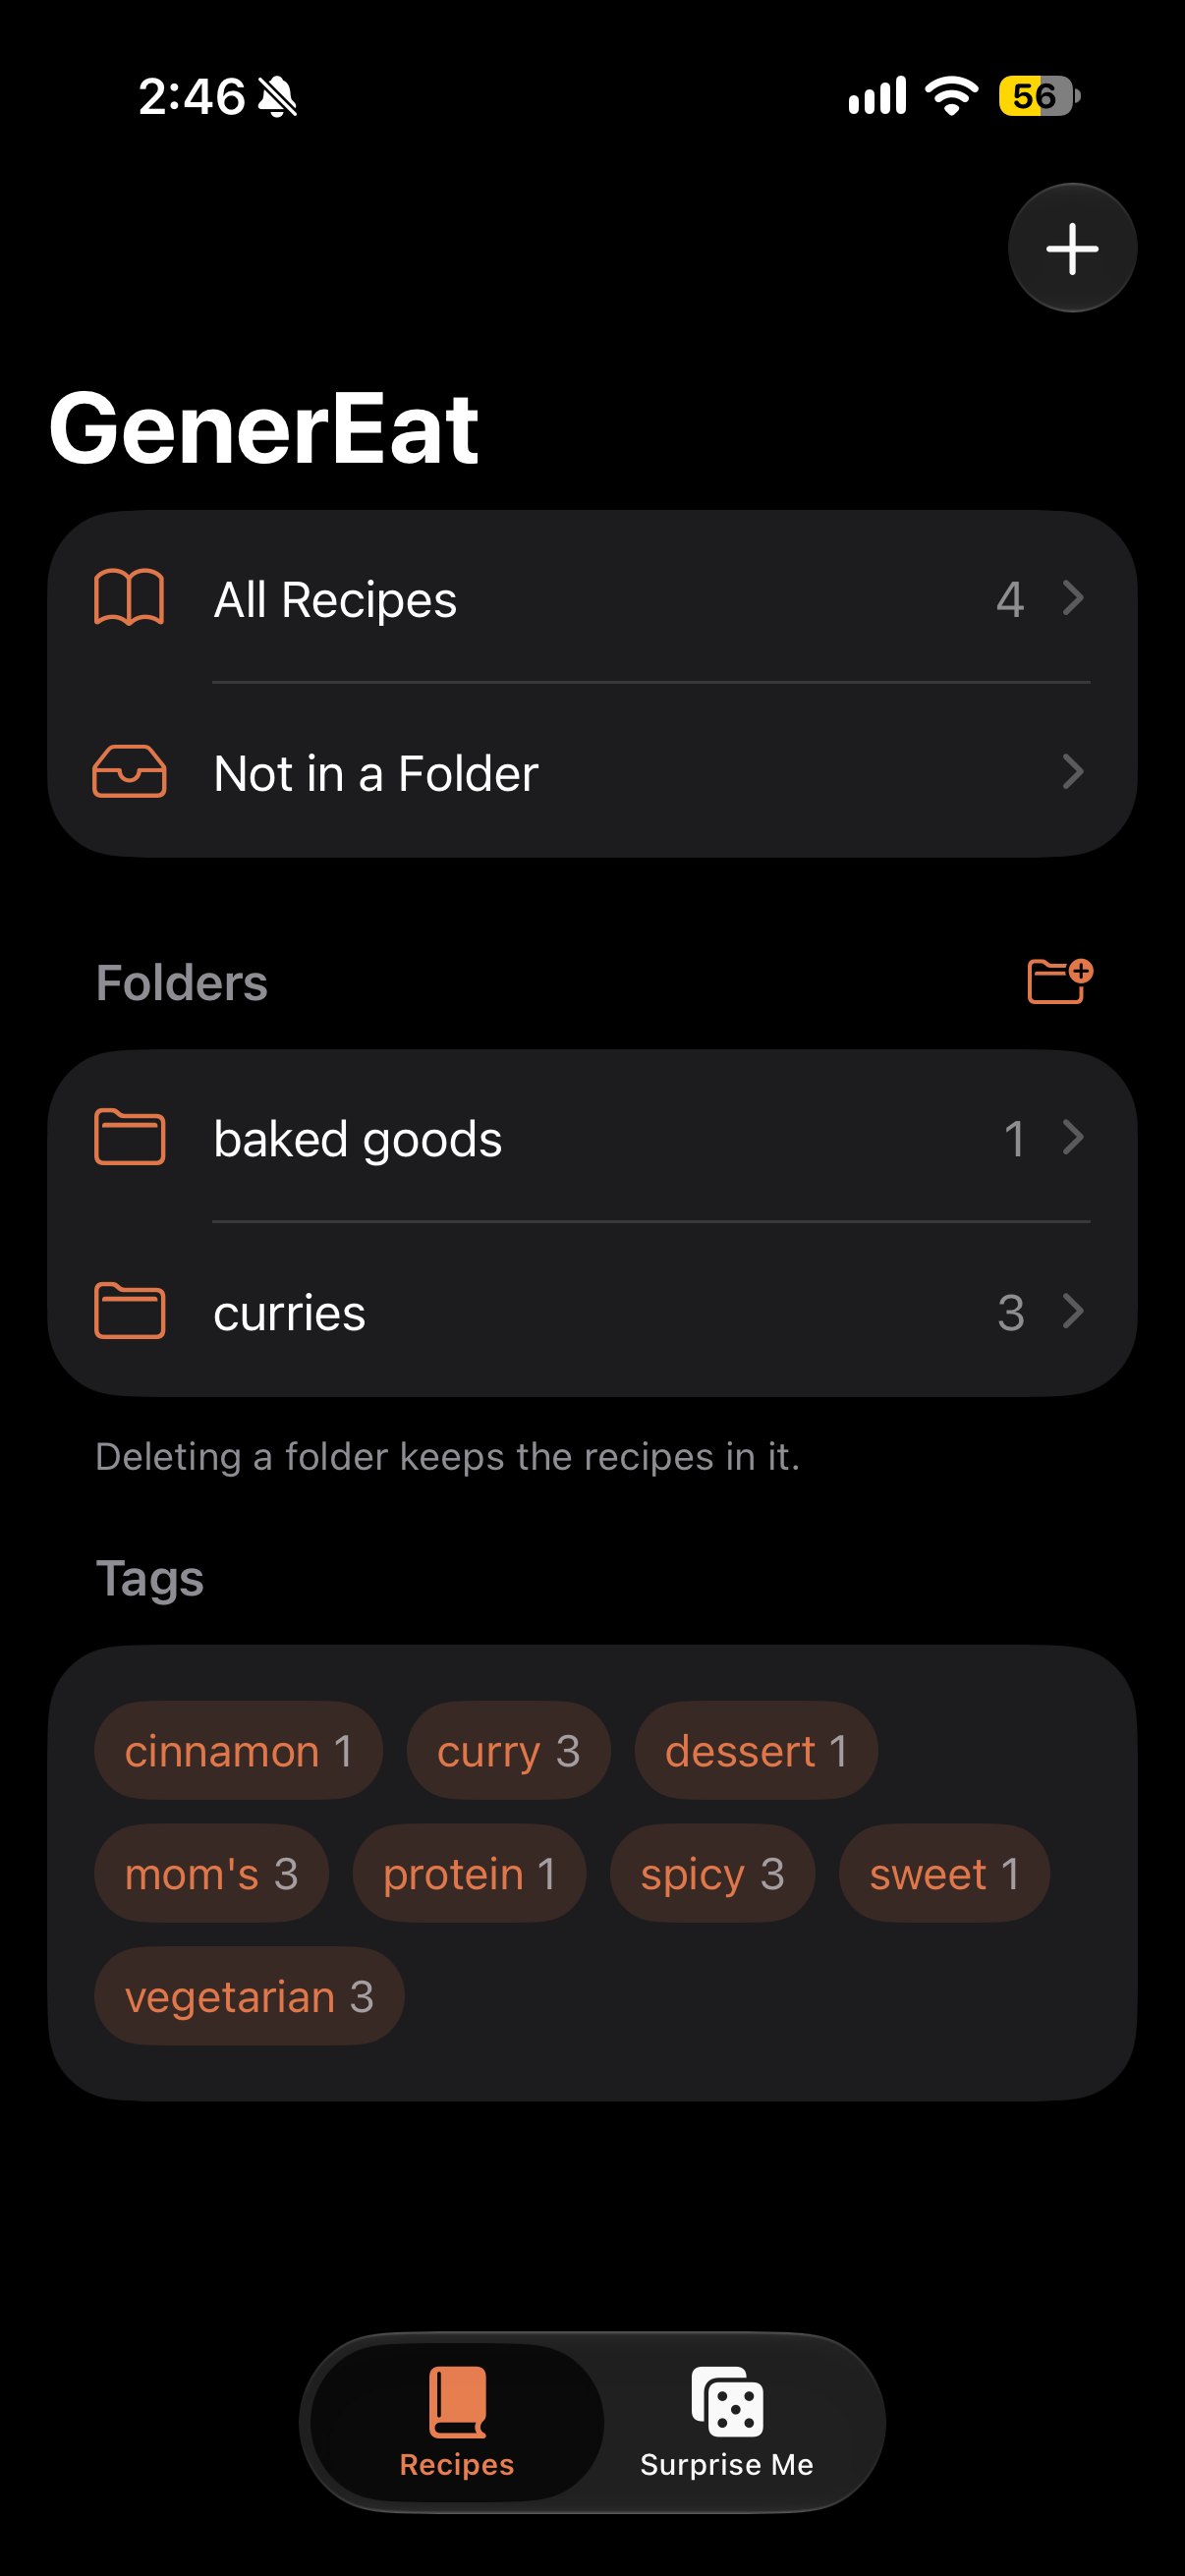 2:46
56
GenerEat
All Recipes 4
Not in a Folder
Folders
baked goods 1
curries 3
Deleting a folder keeps the recipes in it.
Tags
cinnamon 1 curry 3 dessert 1
mom's 3 protein 1 spicy 3 sweet 1
vegetarian 3
Recipes Surprise Me